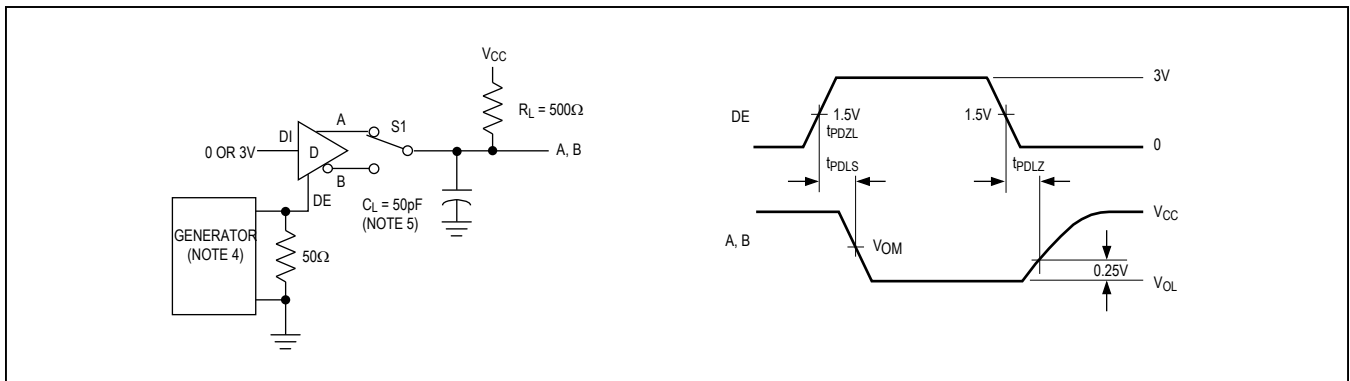 VCC
RL = 500Ω
A
S1
DI
D
0 OR 3V
A, B
B
DE
CL = 50pF
(NOTE 5)
GENERATOR
(NOTE 4)
50Ω
3V
DE
1.5V
1.5V
tPDZL
0
tPDLS
tPDLZ
VCC
A, B
VOM
0.25V
VOL